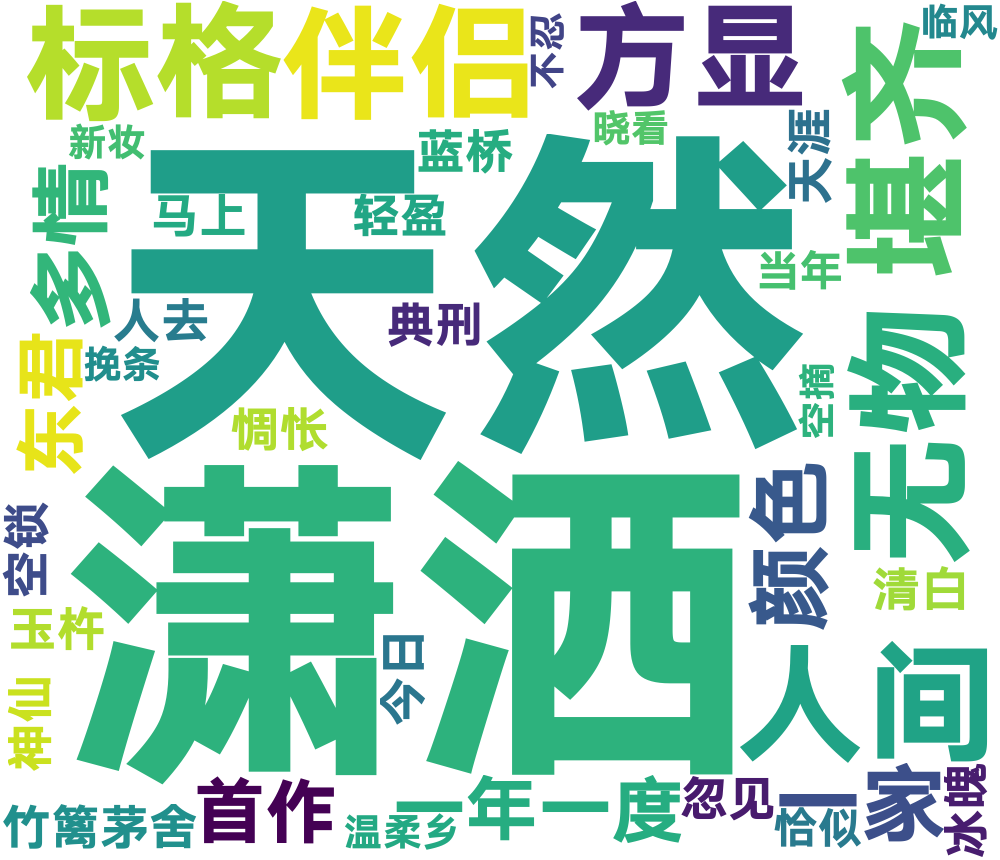 标格
伴侣
不忍
方显
临风
新妆
蓝桥
晓看
天涯
堪齐
多情
马上
轻盈
天然
当年
人去
典刑
无物
东君
挽条
惆怅
空摘
潇洒
颜色
空锁
清白
玉杵
今日
人间
神仙
竹篱茅舍
首作
温柔乡
一年一度
忽见
恰似
一家
冰魄